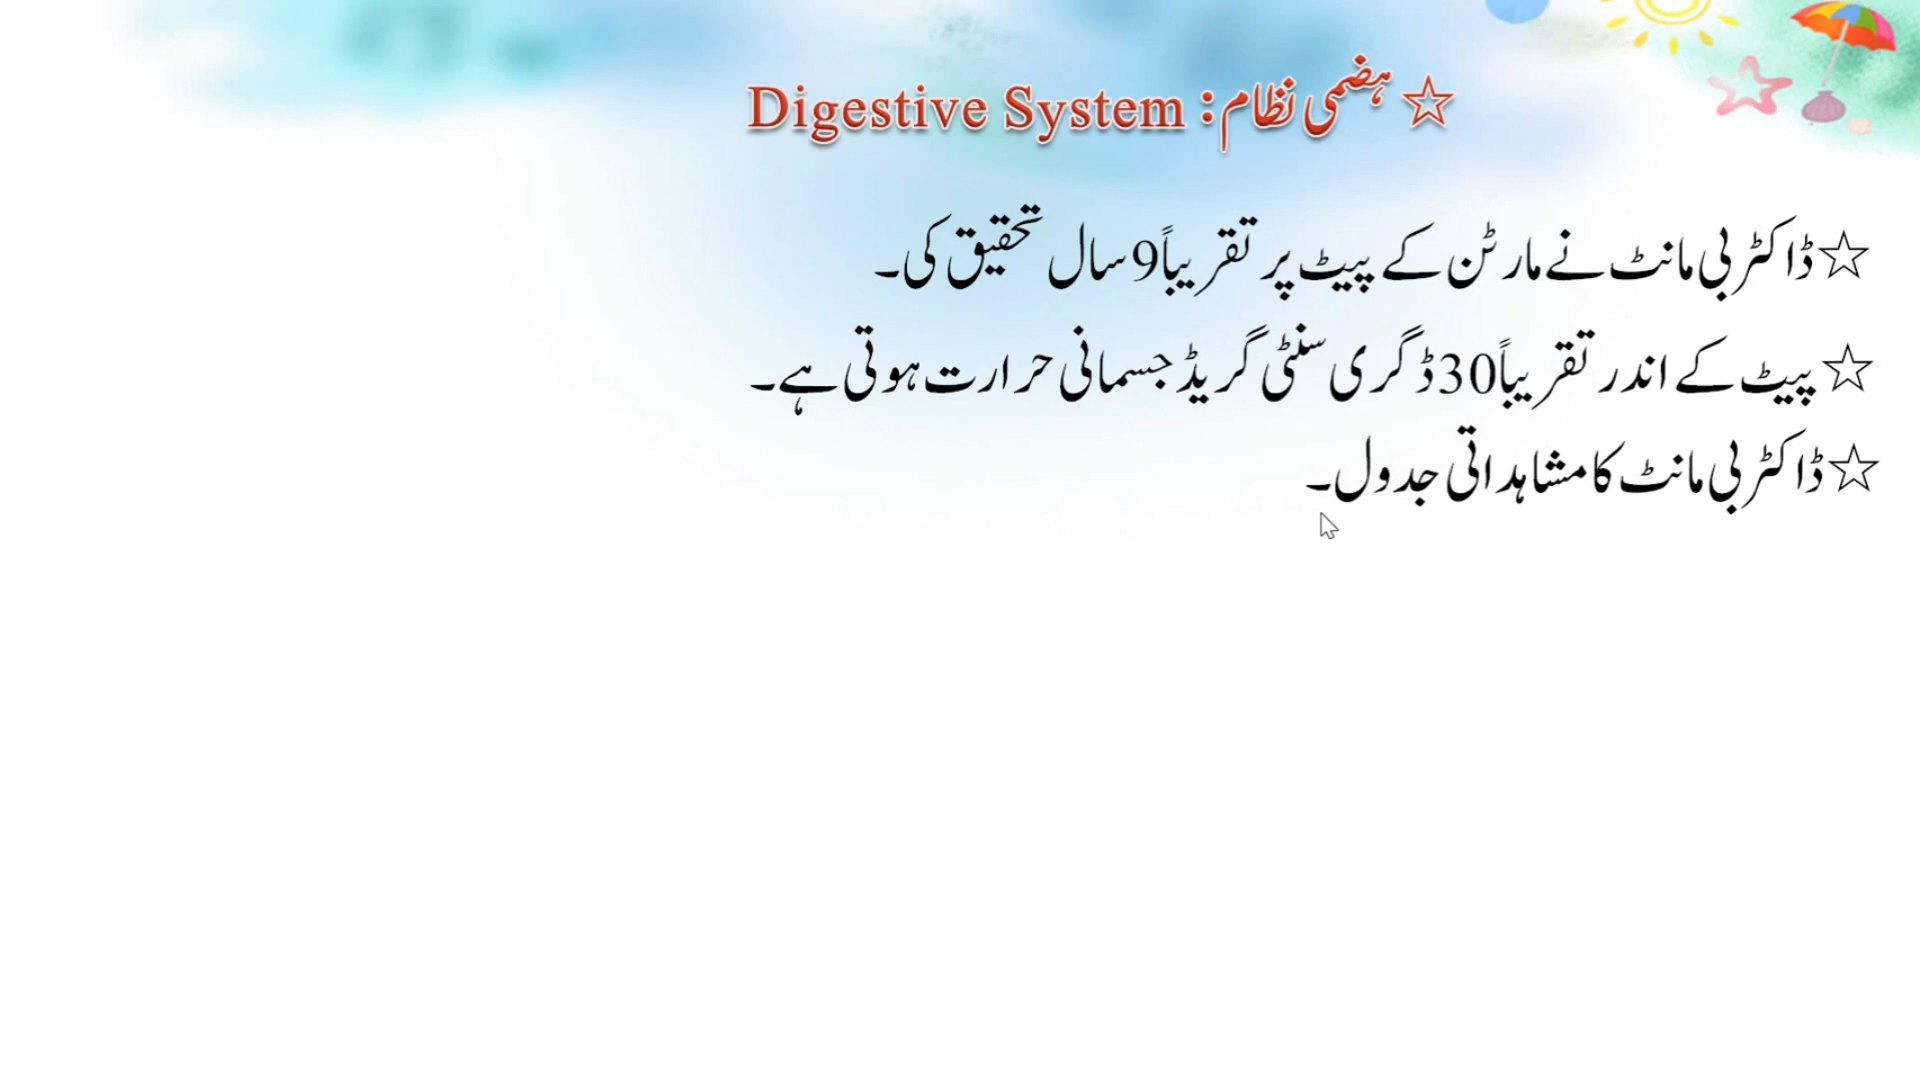 ☆ ہضمی نظام: Digestive System
☆ڈاکٹر بی مانٹ نے مارٹن کے پیٹ پر تقریباً 9 سال تحقیق کی۔
☆ پیٹ کے اندر تقریباً 30 ڈگری سنٹی گریڈ جسمانی حرارت ہوتی ہے۔
☆ڈاکٹر بی مانٹ کا مشاہداتی جدول۔